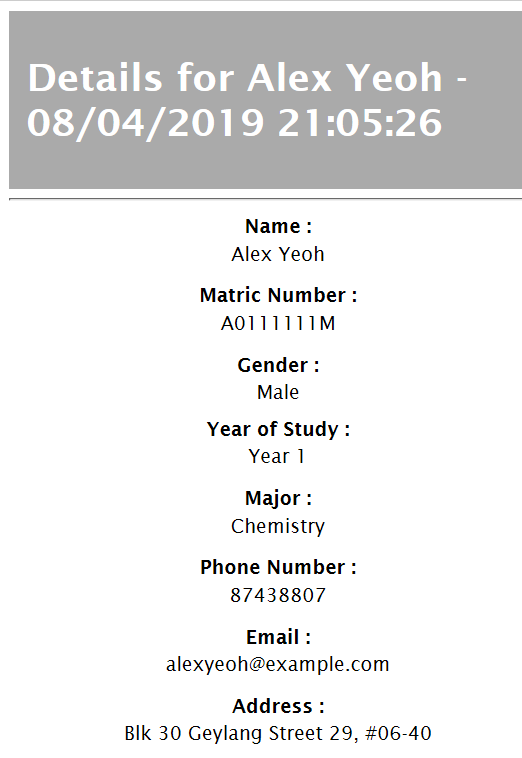 Details for Alex Yeoh -
08/04/2019 21:05:26
Name :
Alex Yeoh
Matric Number :
A0111111M
Gender :
Male
Year of Study :
Year 1
Major :
Chemistry
Phone Number :
87438807
Email :
alexyeoh@example.com
Address :
Blk 30 Geylang Street 29, #06-40